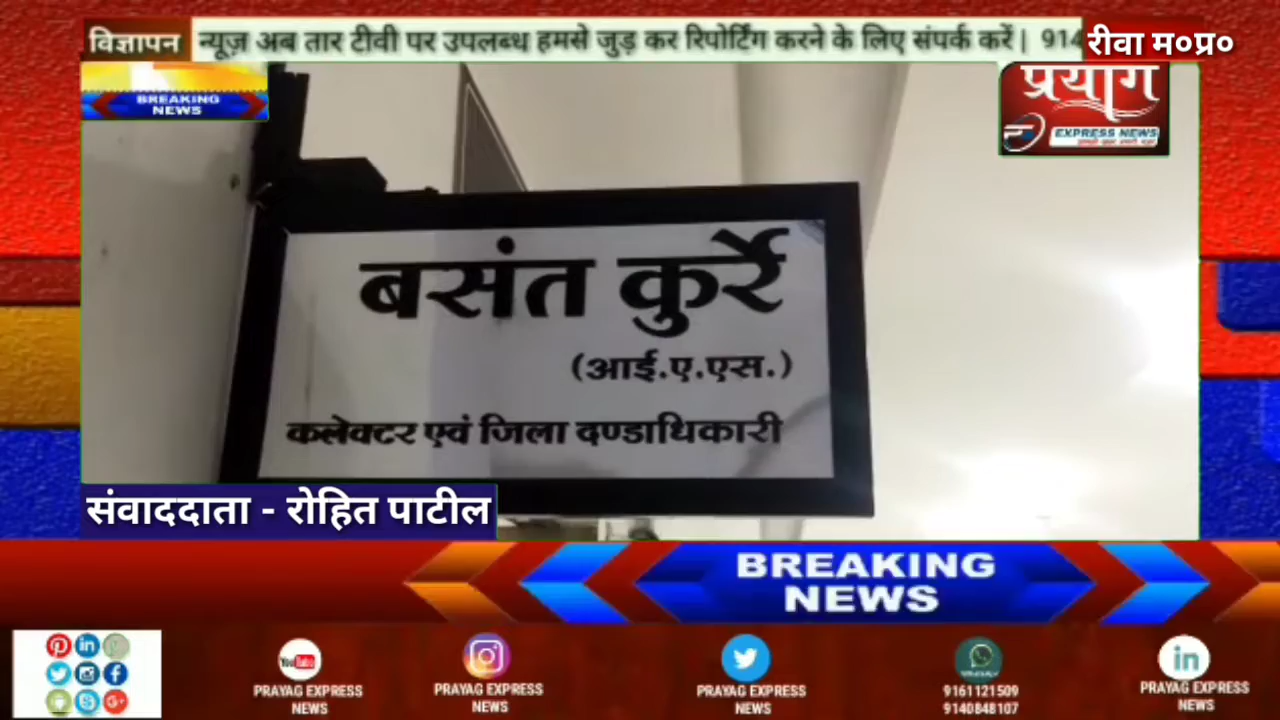 विज्ञापन न्यूज़ अब तार टीवी पर उपलब्ध हमसे जुड़ कर रिपोर्टिंग करने के लिए संपर्क करें | 914
रीवा म०प्र०
BREAKING
NEWS
प्रयाग
EXPRESS NEWS
बसंत कुर्रे
(आई.ए.एस.)
कलेक्टर एवं जिला दण्डाधिकारी
संवाददाता - रोहित पाटील
BREAKING
NEWS
YouTube
PRAYAG EXPRESS
NEWS
PRAYAG EXPRESS
NEWS
PRAYAG EXPRESS
NEWS
9161121509
9140848107
PRAYAG EXPRESS
NEWS